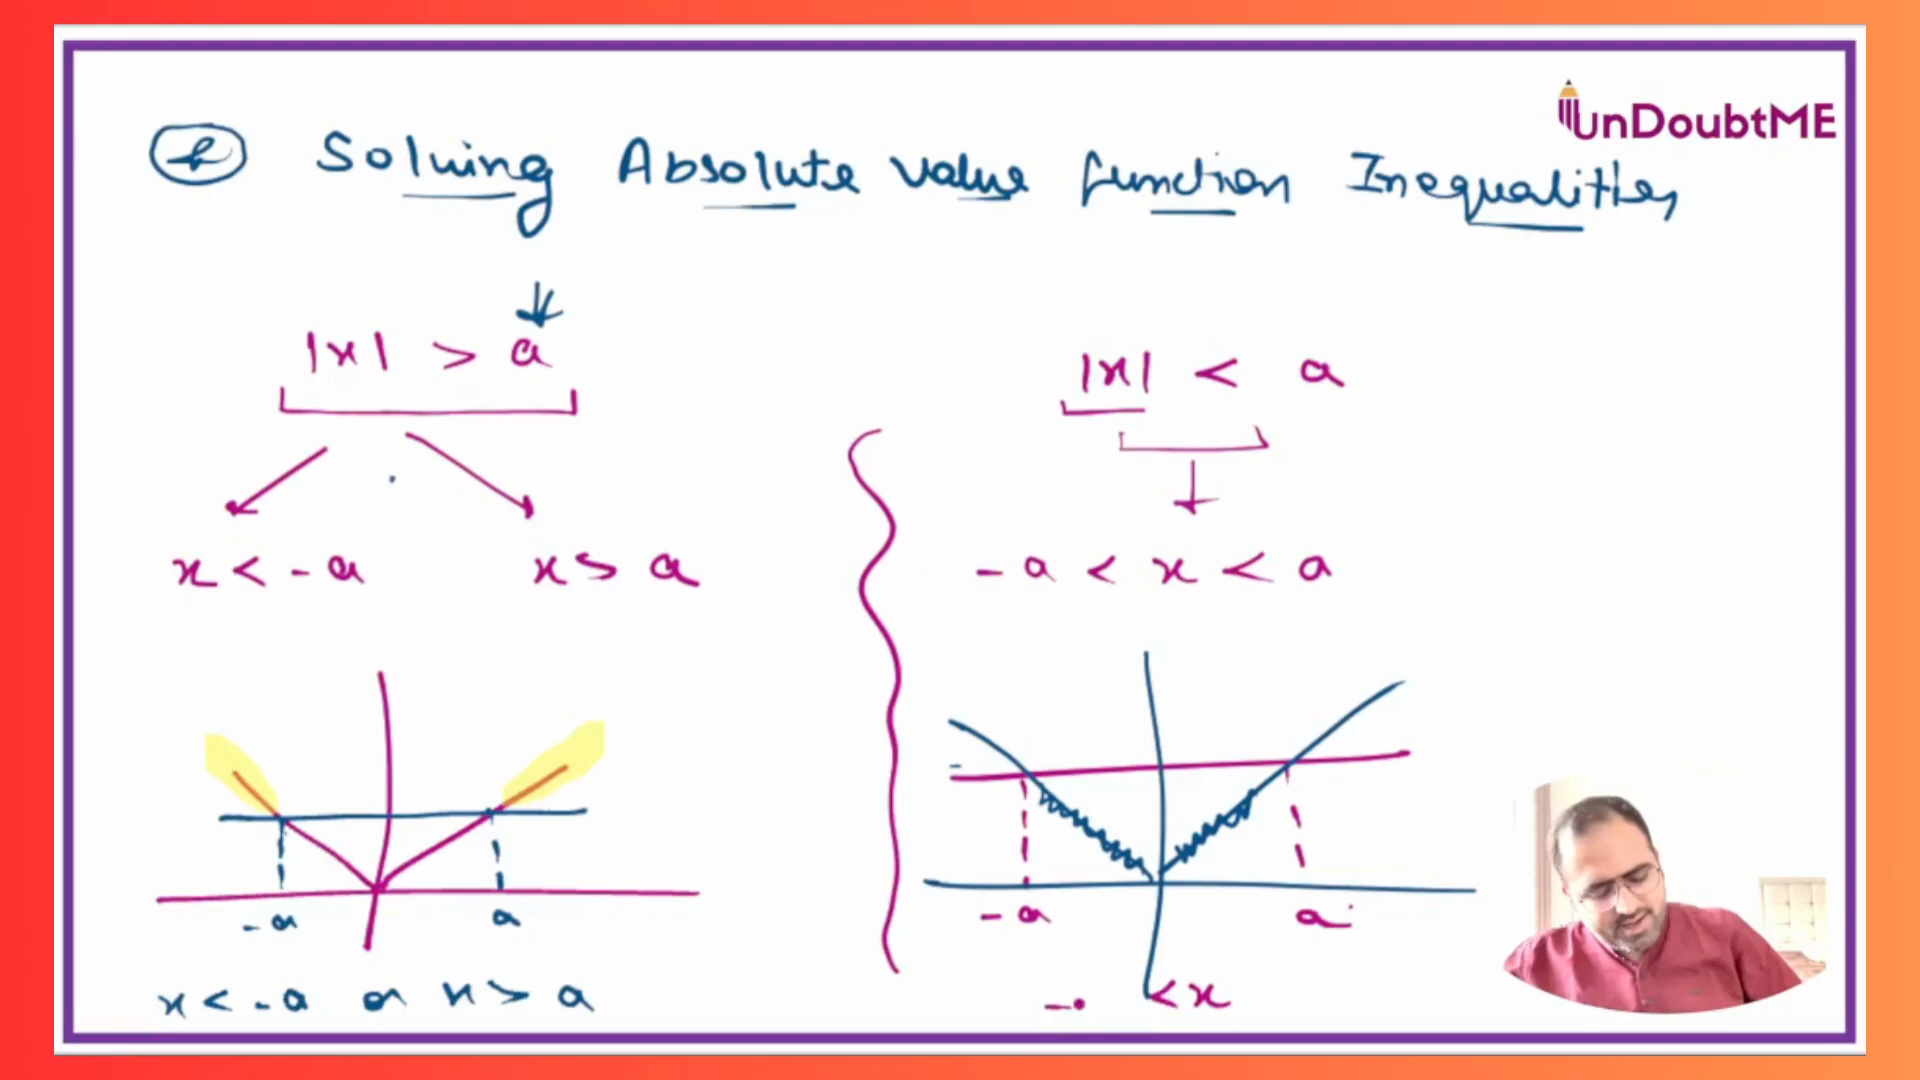 UnDoubtME
Solving Absolute value function Inequalities
|x| > a
x < -a
x > a
-a
a
x < -a or x > a
|x| < a
-a < x < a
-a
a
< x